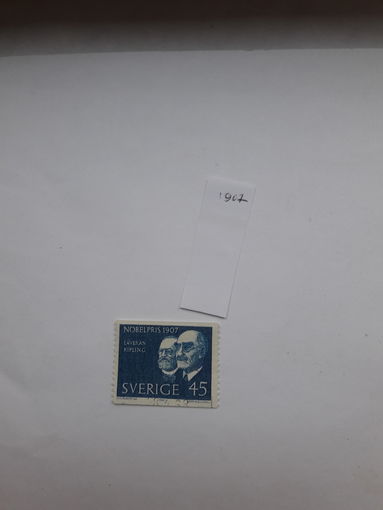 1907
NOBELPRIS 1907
LAVERAN
KIPLING
SVERIGE 45